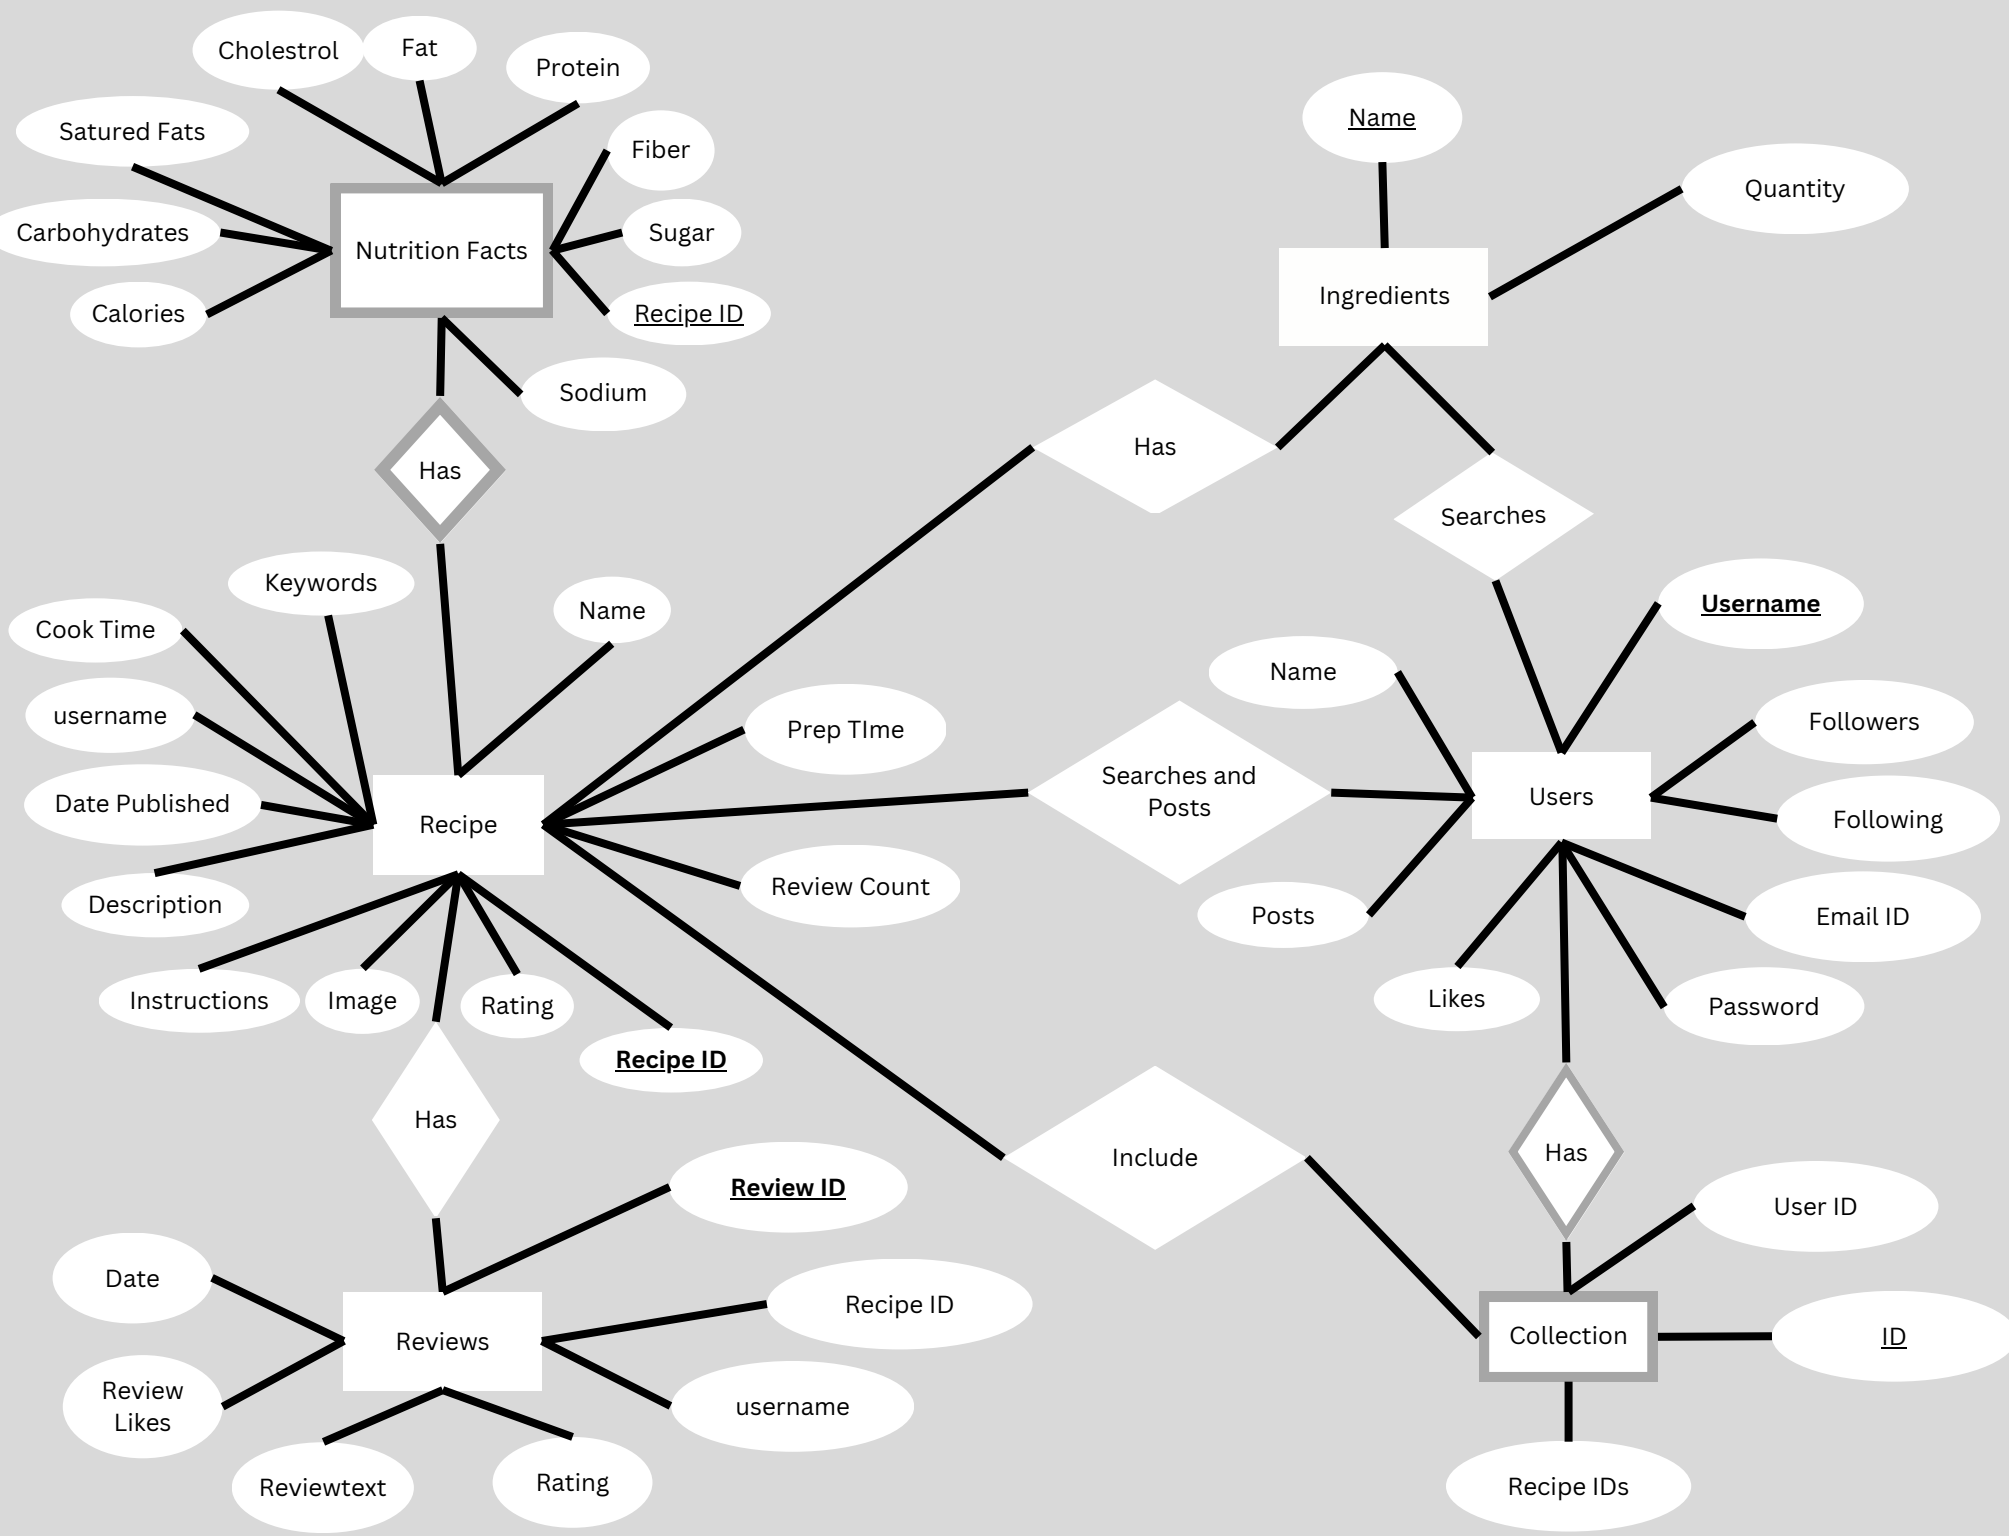 Cholestrol
Fat
Protein
Satured Fats
Fiber
Carbohydrates
Sugar
Nutrition Facts
Calories
Recipe ID
Sodium
Has
Name
Quantity
Ingredients
Has
Searches
Keywords
Name
Cook Time
username
Date Published
Description
Recipe
Prep TIme
Review Count
Instructions
Image
Rating
Recipe ID
Searches and
Posts
Username
Name
Followers
Users
Following
Posts
Email ID
Likes
Password
Has
Include
Has
Review ID
Date
Recipe ID
Reviews
Review
Likes
username
Reviewtext
Rating
User ID
Collection
ID
Recipe IDs